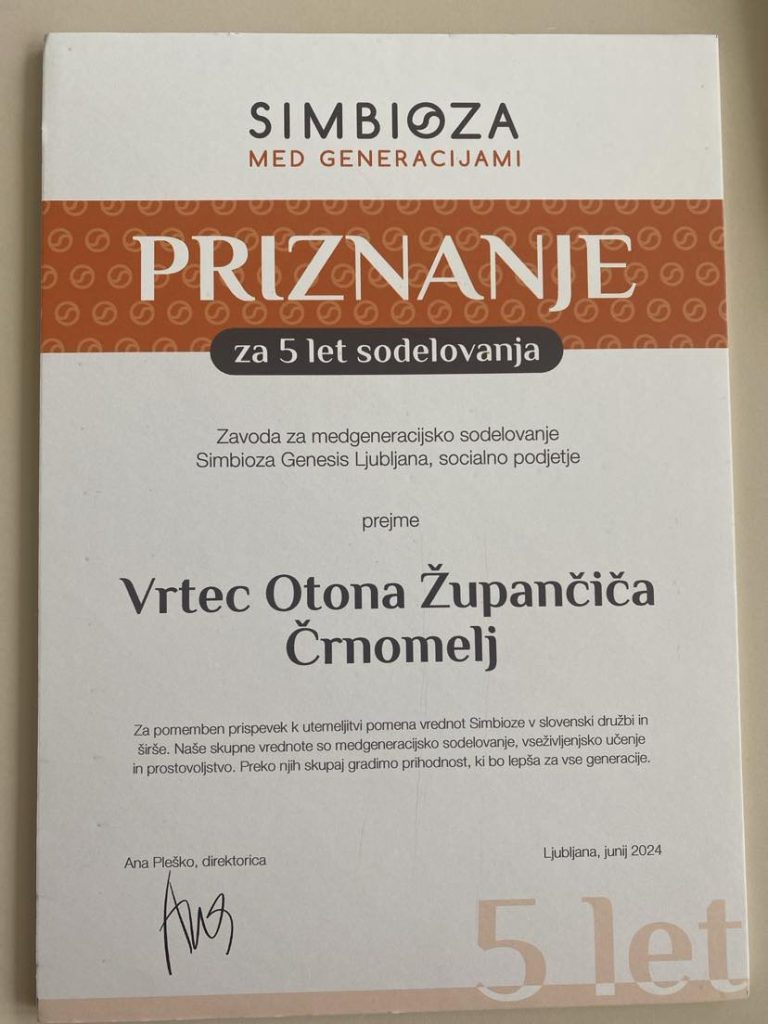 SIMBIOZA
MED GENERACIJAMI
PRIZNANJE
za 5 let sodelovanja
Zavoda za medgeneracijsko sodelovanje
Simbioza Genesis Ljubljana, socialno podjetje
prejme
Vrtec Otona Župančiča
Črnomelj
Za pomemben prispevek k utemeljitvi pomena vrednot Simbioze v slovenski družbi in
širše. Naše skupne vrednote so medgeneracijsko sodelovanje, vseživljenjsko učenje
in prostovoljstvo. Preko njih skupaj gradimo prihodnost, ki bo lepša za vse generacije.
Ana Pleško, direktorica
Ljubljana, junij 2024
5 let